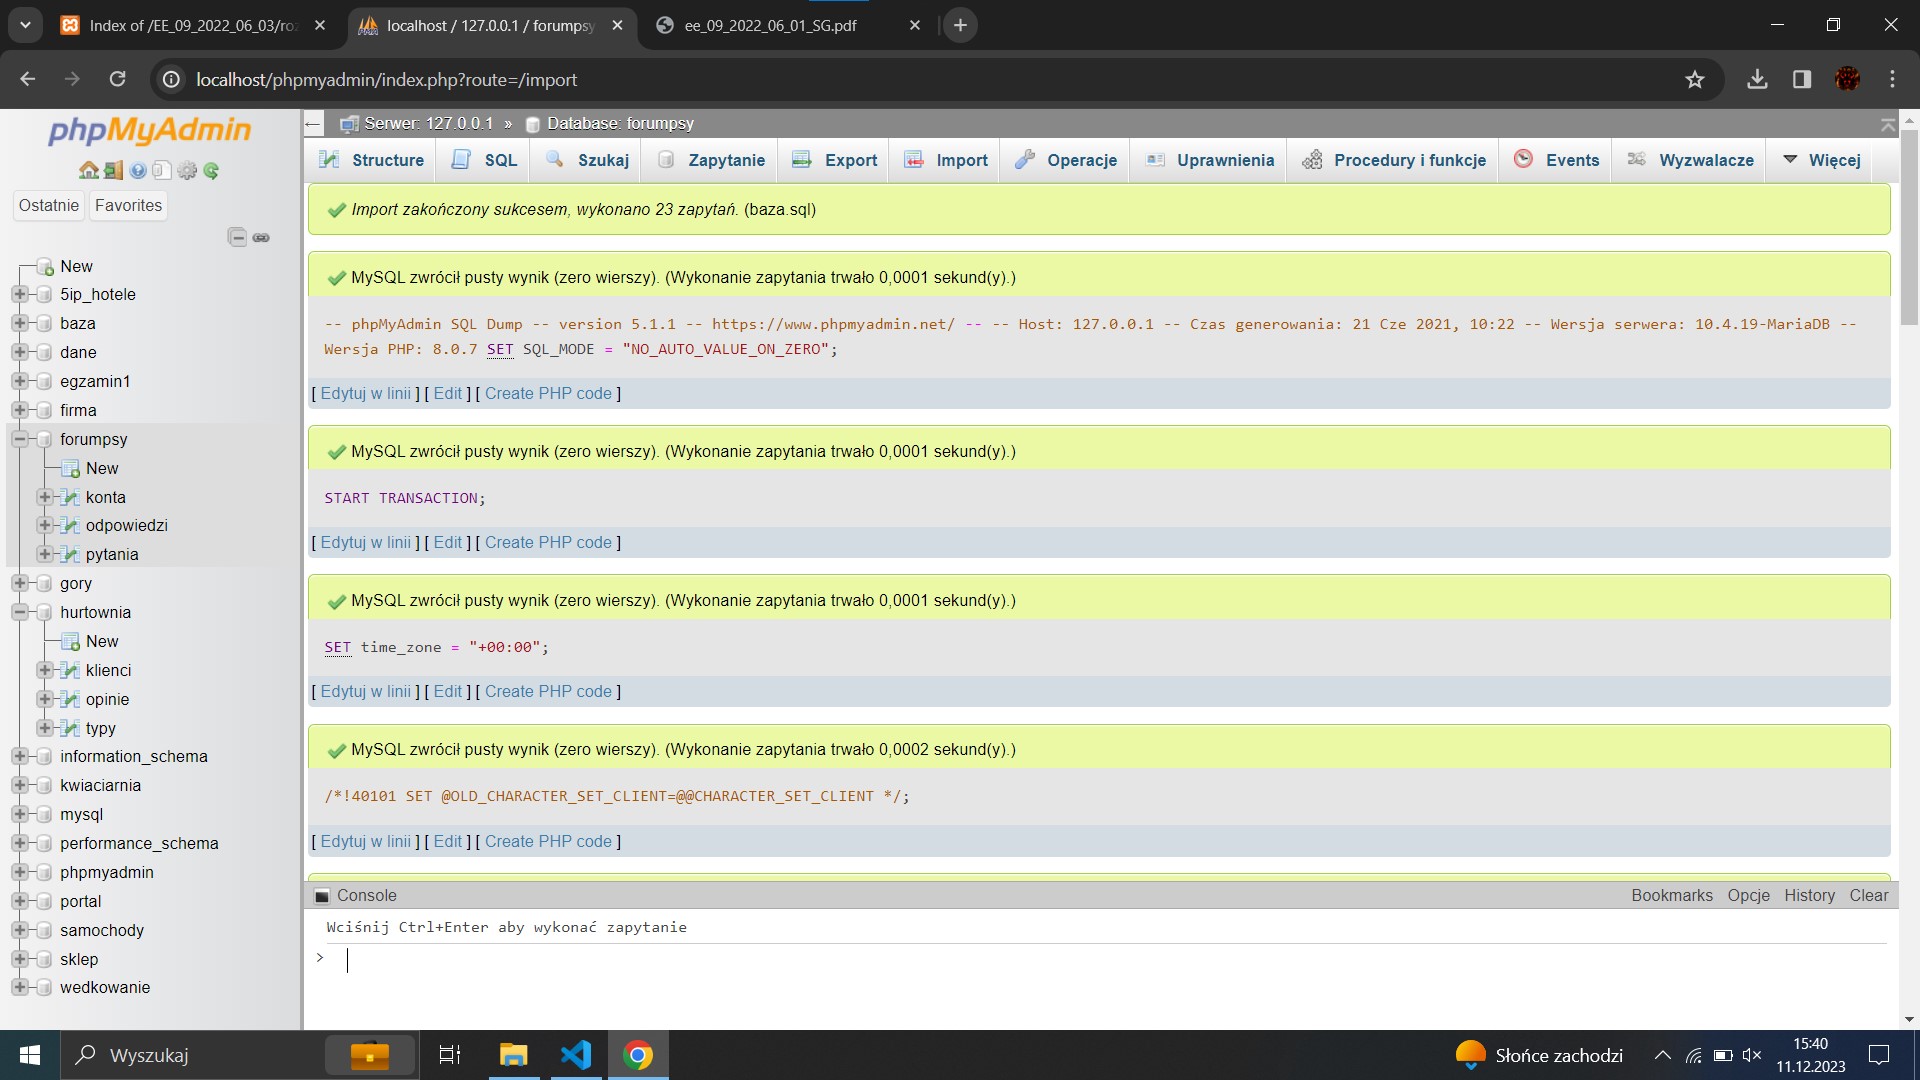 Index of /EE_09_2022_06_03/roz
localhost / 127.0.0.1 / forumpsy
ee_09_2022_06_01_SG.pdf
localhost/phpmyadmin/index.php?route=/import
phpMyAdmin
Ostatnie
Favorites
New
5ip_hotele
baza
dane
egzamin1
firma
forumpsy
New
konta
odpowiedzi
pytania
gory
hurtownia
New
klienci
opinie
typy
information_schema
kwiaciarnia
mysql
performance_schema
phpmyadmin
portal
samochody
sklep
wedkowanie
Serwer: 127.0.0.1 » Database: forumpsy
Structure SQL Szukaj Zapytanie Export Import Operacje Uprawnienia Procedury i funkcje Events Wyzwalacze Więcej
Import zakończony sukcesem, wykonano 23 zapytań. (baza.sql)
MySQL zwrócił pusty wynik (zero wierszy). (Wykonanie zapytania trwało 0,0001 sekund(y).)
-- phpMyAdmin SQL Dump -- version 5.1.1 -- https://www.phpmyadmin.net/ -- -- Host: 127.0.0.1 -- Czas generowania: 21 Cze 2021, 10:22 -- Wersja serwera: 10.4.19-MariaDB --
Wersja PHP: 8.0.7 SET SQL_MODE = "NO_AUTO_VALUE_ON_ZERO";
[ Edytuj w linii ] [ Edit ] [ Create PHP code ]
MySQL zwrócił pusty wynik (zero wierszy). (Wykonanie zapytania trwało 0,0001 sekund(y).)
START TRANSACTION;
[ Edytuj w linii ] [ Edit ] [ Create PHP code ]
MySQL zwrócił pusty wynik (zero wierszy). (Wykonanie zapytania trwało 0,0001 sekund(y).)
SET time_zone = "+00:00";
[ Edytuj w linii ] [ Edit ] [ Create PHP code ]
MySQL zwrócił pusty wynik (zero wierszy). (Wykonanie zapytania trwało 0,0002 sekund(y).)
/*!40101 SET @OLD_CHARACTER_SET_CLIENT=@@CHARACTER_SET_CLIENT */;
[ Edytuj w linii ] [ Edit ] [ Create PHP code ]
Console
Bookmarks Opcje History Clear
Wciśnij Ctrl+Enter aby wykonać zapytanie
>
Wyszukaj
Słońce zachodzi
15:40
11.12.2023